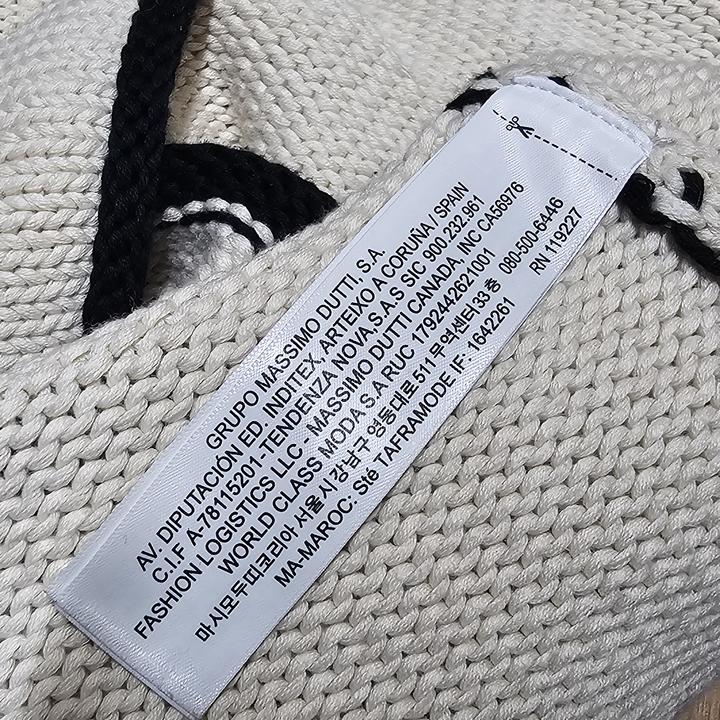 CLIP
GRUPO MASSIMO DUTTI, S.A.
AV. DIPUTACIÓN ED. INDITEX, ARTEIXO A CORUÑA / SPAIN
C.I.F A-78115201-TENDENZA NOVA,S.A.S SIC 900.232.961
FASHION LOGISTICS LLC - MASSIMO DUTTI CANADA, INC CA56976
WORLD CLASS MODA S.A RUC 1792442621001
마시모두띠코리아 서울시강남구영동대로511무역센터33층 080-500-6446
MA-MAROC: Sté TAFRAMODE IF: 1642261 RN 119227